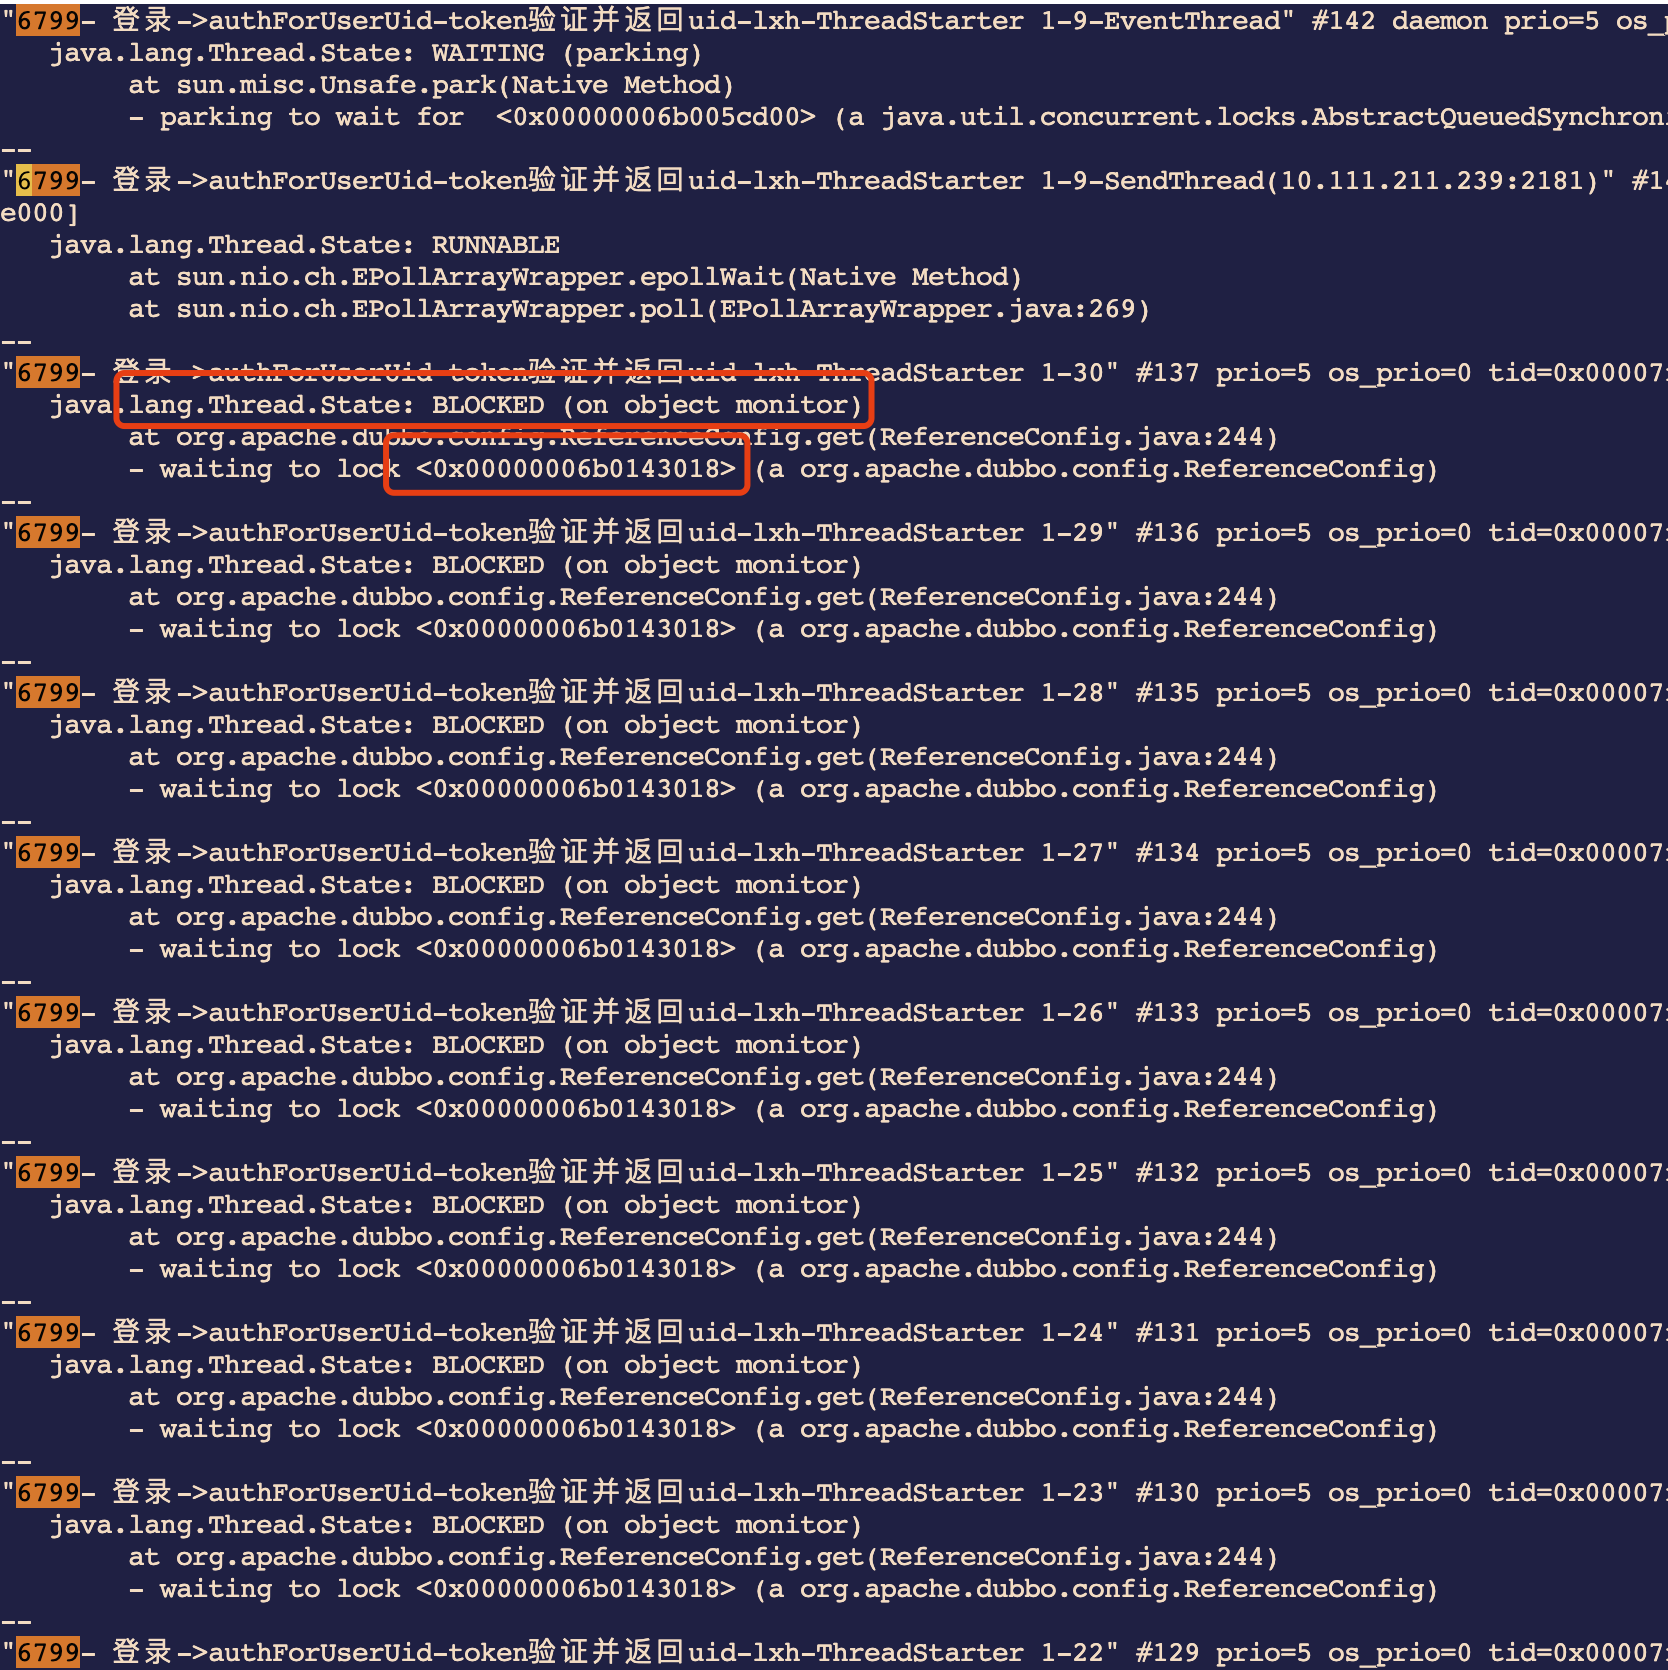 "6799- 登录->authForUserUid-token验证并返回uid-lxh-ThreadStarter 1-9-EventThread" #142 daemon prio=5 os_
java.lang.Thread.State: WAITING (parking)
at sun.misc.Unsafe.park(Native Method)
- parking to wait for  <0x00000006b005cd00> (a java.util.concurrent.locks.AbstractQueuedSynchroni
--
"6799- 登录->authForUserUid-token验证并返回uid-lxh-ThreadStarter 1-9-SendThread(10.111.211.239:2181)" #14
e000]
java.lang.Thread.State: RUNNABLE
at sun.nio.ch.EPollArrayWrapper.epollWait(Native Method)
at sun.nio.ch.EPollArrayWrapper.poll(EPollArrayWrapper.java:269)
--
"6799- 登录->authForUserUid-token验证并返回uid-lxh-ThreadStarter 1-30" #137 prio=5 os_prio=0 tid=0x00007
java.lang.Thread.State: BLOCKED (on object monitor)
at org.apache.dubbo.config.ReferenceConfig.get(ReferenceConfig.java:244)
- waiting to lock <0x00000006b0143018> (a org.apache.dubbo.config.ReferenceConfig)
--
"6799- 登录->authForUserUid-token验证并返回uid-lxh-ThreadStarter 1-29" #136 prio=5 os_prio=0 tid=0x00007
java.lang.Thread.State: BLOCKED (on object monitor)
at org.apache.dubbo.config.ReferenceConfig.get(ReferenceConfig.java:244)
- waiting to lock <0x00000006b0143018> (a org.apache.dubbo.config.ReferenceConfig)
--
"6799- 登录->authForUserUid-token验证并返回uid-lxh-ThreadStarter 1-28" #135 prio=5 os_prio=0 tid=0x00007
java.lang.Thread.State: BLOCKED (on object monitor)
at org.apache.dubbo.config.ReferenceConfig.get(ReferenceConfig.java:244)
- waiting to lock <0x00000006b0143018> (a org.apache.dubbo.config.ReferenceConfig)
--
"6799- 登录->authForUserUid-token验证并返回uid-lxh-ThreadStarter 1-27" #134 prio=5 os_prio=0 tid=0x00007
java.lang.Thread.State: BLOCKED (on object monitor)
at org.apache.dubbo.config.ReferenceConfig.get(ReferenceConfig.java:244)
- waiting to lock <0x00000006b0143018> (a org.apache.dubbo.config.ReferenceConfig)
--
"6799- 登录->authForUserUid-token验证并返回uid-lxh-ThreadStarter 1-26" #133 prio=5 os_prio=0 tid=0x00007
java.lang.Thread.State: BLOCKED (on object monitor)
at org.apache.dubbo.config.ReferenceConfig.get(ReferenceConfig.java:244)
- waiting to lock <0x00000006b0143018> (a org.apache.dubbo.config.ReferenceConfig)
--
"6799- 登录->authForUserUid-token验证并返回uid-lxh-ThreadStarter 1-25" #132 prio=5 os_prio=0 tid=0x00007
java.lang.Thread.State: BLOCKED (on object monitor)
at org.apache.dubbo.config.ReferenceConfig.get(ReferenceConfig.java:244)
- waiting to lock <0x00000006b0143018> (a org.apache.dubbo.config.ReferenceConfig)
--
"6799- 登录->authForUserUid-token验证并返回uid-lxh-ThreadStarter 1-24" #131 prio=5 os_prio=0 tid=0x00007
java.lang.Thread.State: BLOCKED (on object monitor)
at org.apache.dubbo.config.ReferenceConfig.get(ReferenceConfig.java:244)
- waiting to lock <0x00000006b0143018> (a org.apache.dubbo.config.ReferenceConfig)
--
"6799- 登录->authForUserUid-token验证并返回uid-lxh-ThreadStarter 1-23" #130 prio=5 os_prio=0 tid=0x00007
java.lang.Thread.State: BLOCKED (on object monitor)
at org.apache.dubbo.config.ReferenceConfig.get(ReferenceConfig.java:244)
- waiting to lock <0x00000006b0143018> (a org.apache.dubbo.config.ReferenceConfig)
--
"6799- 登录->authForUserUid-token验证并返回uid-lxh-ThreadStarter 1-22" #129 prio=5 os_prio=0 tid=0x00007